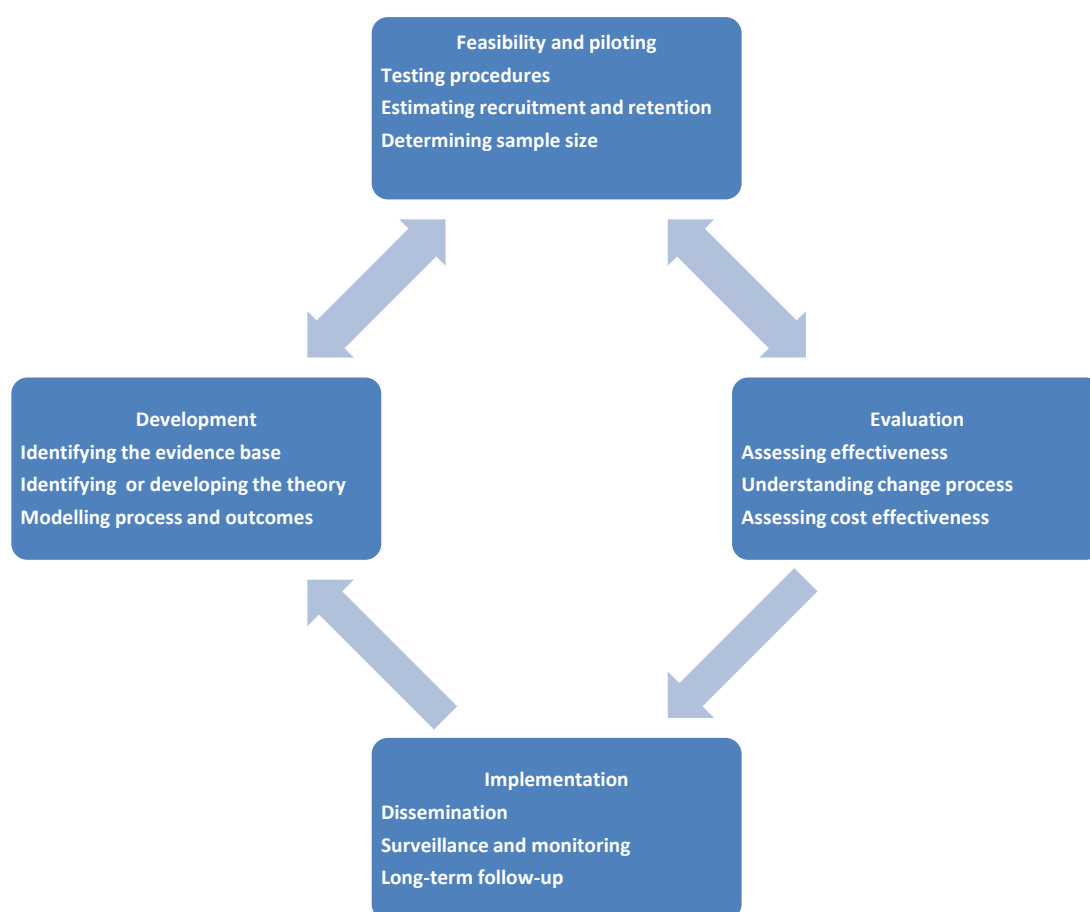 Feasibility and piloting
Testing procedures
Estimating recruitment and retention
Determining sample size
Development
Identifying the evidence base
Identifying  or developing the theory
Modelling process and outcomes
Evaluation
Assessing effectiveness
Understanding change process
Assessing cost effectiveness
Implementation
Dissemination
Surveillance and monitoring
Long-term follow-up